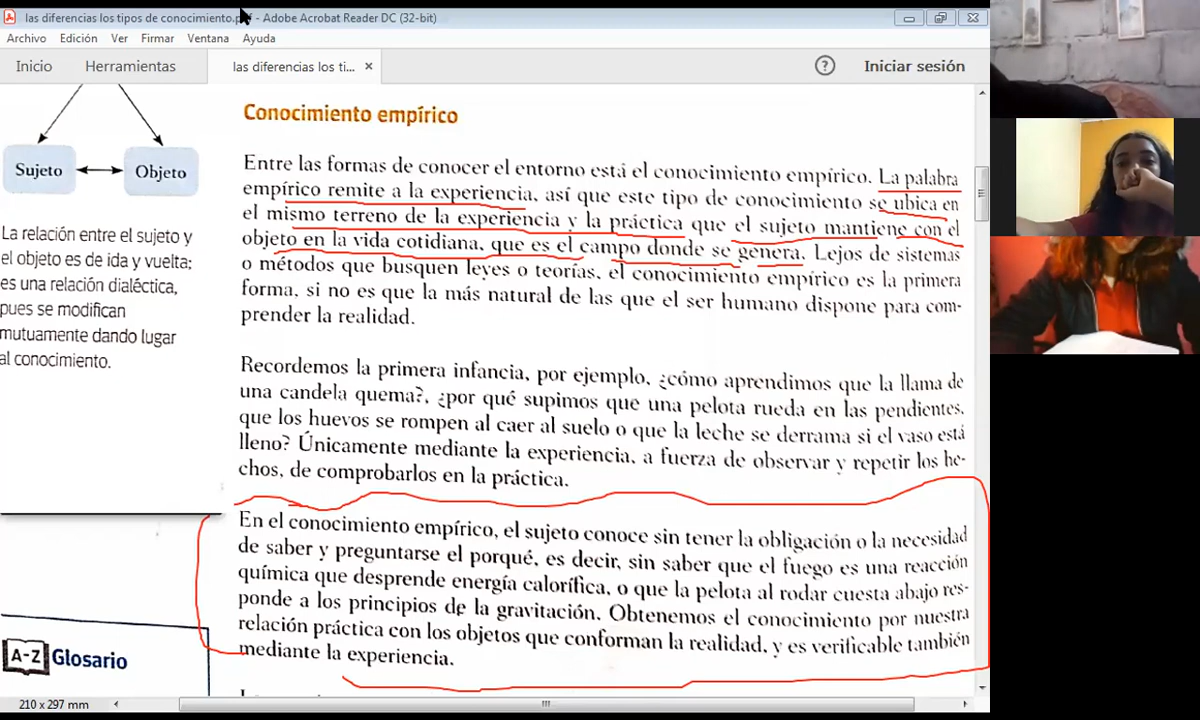 las diferencias los tipos de conocimiento.pdf - Adobe Acrobat Reader DC (32-bit)
Archivo Edición Ver Firmar Ventana Ayuda
Inicio Herramientas las diferencias los ti... × ? Iniciar sesión
Sujeto Objeto
La relación entre el sujeto y
el objeto es de ida y vuelta;
es una relación dialéctica,
pues se modifican
mutuamente dando lugar
al conocimiento.
A-Z Glosario
Conocimiento empírico
Entre las formas de conocer el entorno está el conocimiento empírico. La palabra
empírico remite a la experiencia, así que este tipo de conocimiento se ubica en
el mismo terreno de la experiencia y la práctica que el sujeto mantiene con el
objeto en la vida cotidiana, que es el campo donde se genera. Lejos de sistemas
o métodos que busquen leyes o teorías, el conocimiento empírico es la primera
forma, si no es que la más natural de las que el ser humano dispone para com-
prender la realidad.
Recordemos la primera infancia, por ejemplo, ¿cómo aprendimos que la llama de
una candela quema?, ¿por qué supimos que una pelota rueda en las pendientes,
que los huevos se rompen al caer al suelo o que la leche se derrama si el vaso está
lleno? Únicamente mediante la experiencia, a fuerza de observar y repetir los he-
chos, de comprobarlos en la práctica.
En el conocimiento empírico, el sujeto conoce sin tener la obligación o la necesidad
de saber y preguntarse el porqué, es decir, sin saber que el fuego es una reacción
química que desprende energía calorífica, o que la pelota al rodar cuesta abajo res-
ponde a los principios de la gravitación. Obtenemos el conocimiento por nuestra
relación práctica con los objetos que conforman la realidad, y es verificable también
mediante la experiencia.
210 x 297 mm